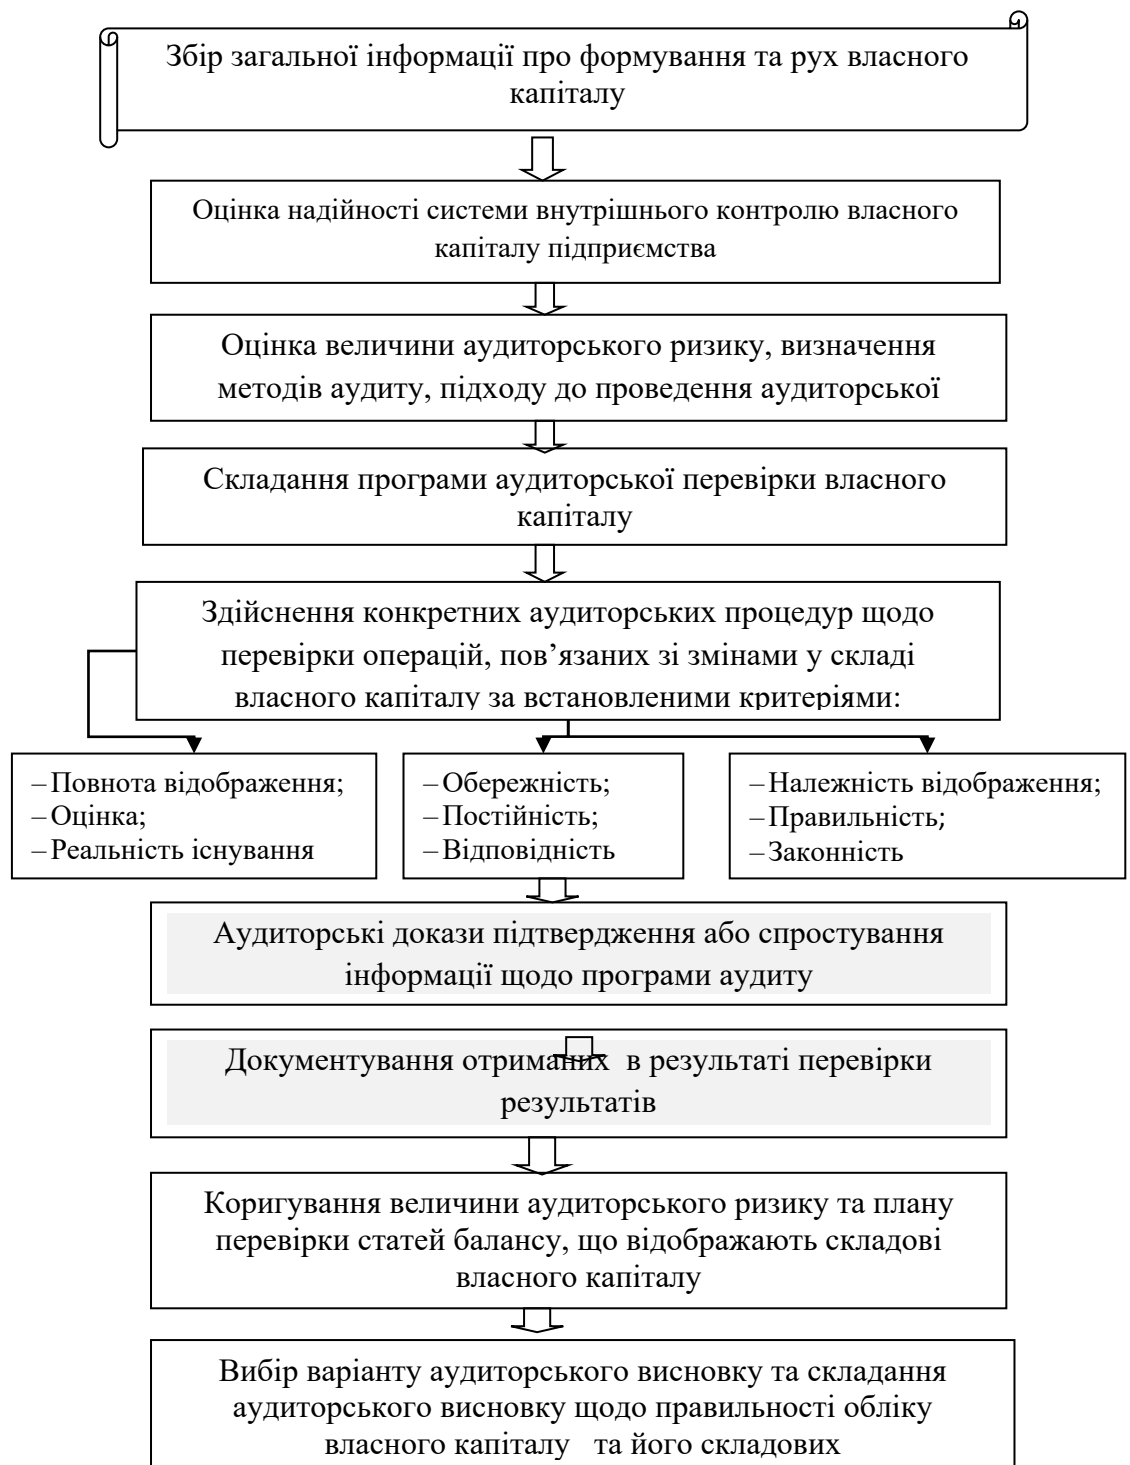 Збір загальної інформації про формування та рух власного
капіталу
Оцінка надійності системи внутрішнього контролю власного
капіталу підприємства
Оцінка величини аудиторського ризику, визначення
методів аудиту, підходу до проведення аудиторської
Складання програми аудиторської перевірки власного
капіталу
Здійснення конкретних аудиторських процедур щодо
перевірки операцій, пов’язаних зі змінами у складі
власного капіталу за встановленими критеріями:
– Повнота відображення;
– Оцінка;
– Реальність існування
– Обережність;
– Постійність;
– Відповідність
– Належність відображення;
– Правильність;
– Законність
Аудиторські докази підтвердження або спростування
інформації щодо програми аудиту
Документування отриманих в результаті перевірки
результатів
Коригування величини аудиторського ризику та плану
перевірки статей балансу, що відображають складові
власного капіталу
Вибір варіанту аудиторського висновку та складання
аудиторського висновку щодо правильності обліку
власного капіталу та його складових